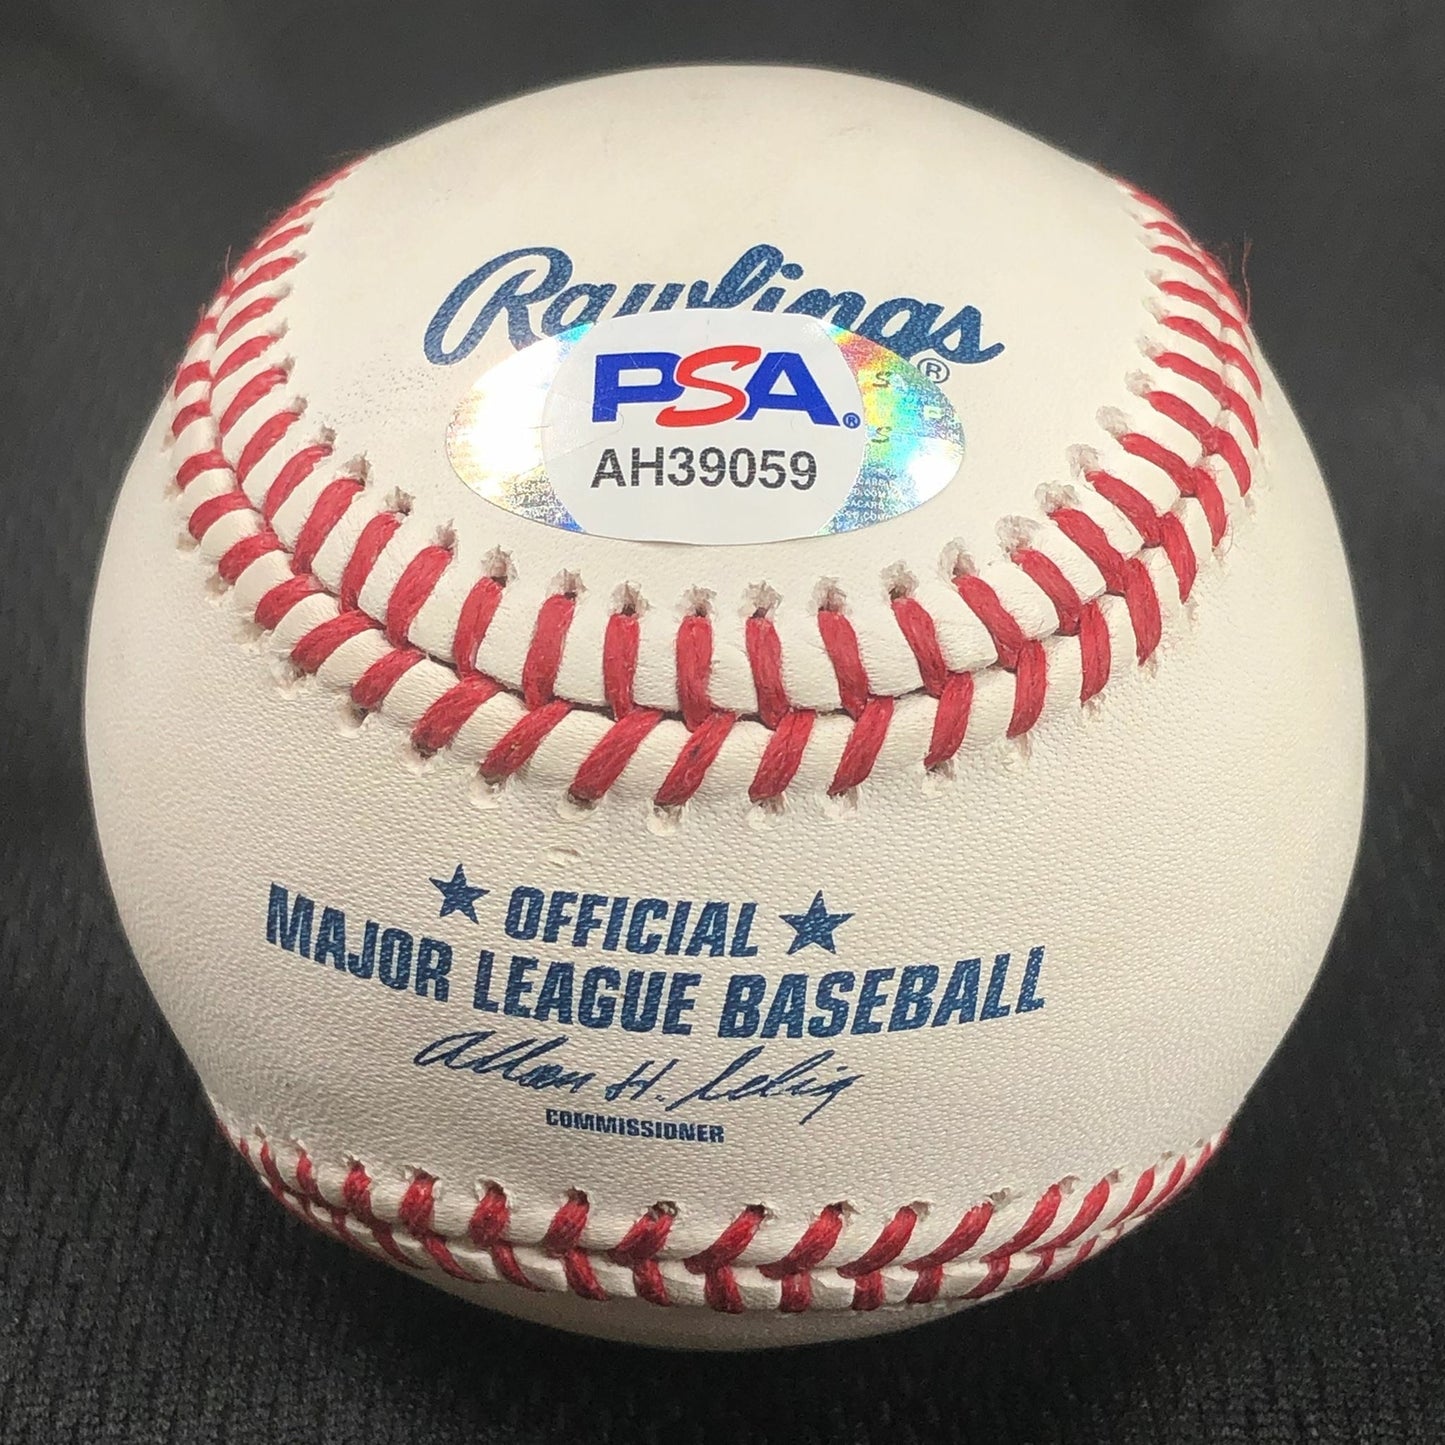 Rawlings
®
PSA®
AH39059
★ OFFICIAL ★
MAJOR LEAGUE BASEBALL
Allan H. Selig
COMMISSIONER